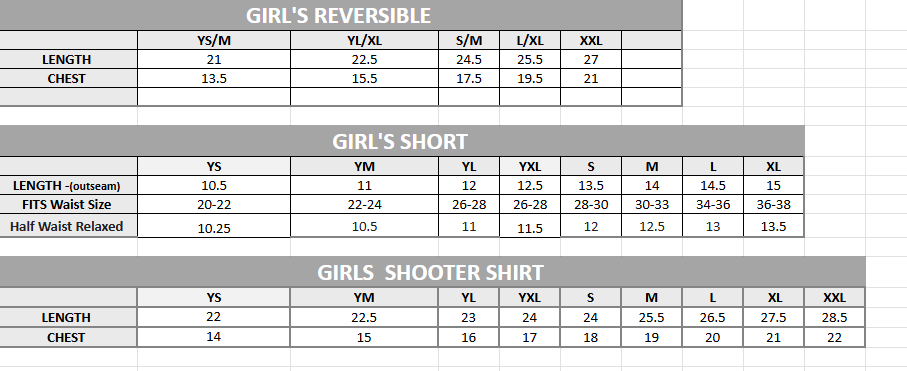 GIRL'S REVERSIBLE
YS/M YL/XL S/M L/XL XXL
LENGTH 21 22.5 24.5 25.5 27
CHEST 13.5 15.5 17.5 19.5 21
GIRL'S SHORT
YS YM YL YXL S M L XL
LENGTH -(outseam) 10.5 11 12 12.5 13.5 14 14.5 15
FITS Waist Size 20-22 22-24 26-28 26-28 28-30 30-33 34-36 36-38
Half Waist Relaxed 10.25 10.5 11 11.5 12 12.5 13 13.5
GIRLS SHOOTER SHIRT
YS YM YL YXL S M L XL XXL
LENGTH 22 22.5 23 24 24 25.5 26.5 27.5 28.5
CHEST 14 15 16 17 18 19 20 21 22